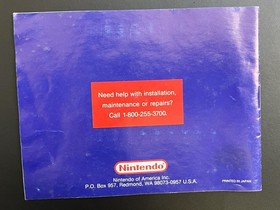 Need help with installation,
maintenance or repairs?
Call 1-800-255-3700.
Nintendo
Nintendo of America Inc.
P.O. Box 957, Redmond, WA 98073-0957 U.S.A.
PRINTED IN JAPAN